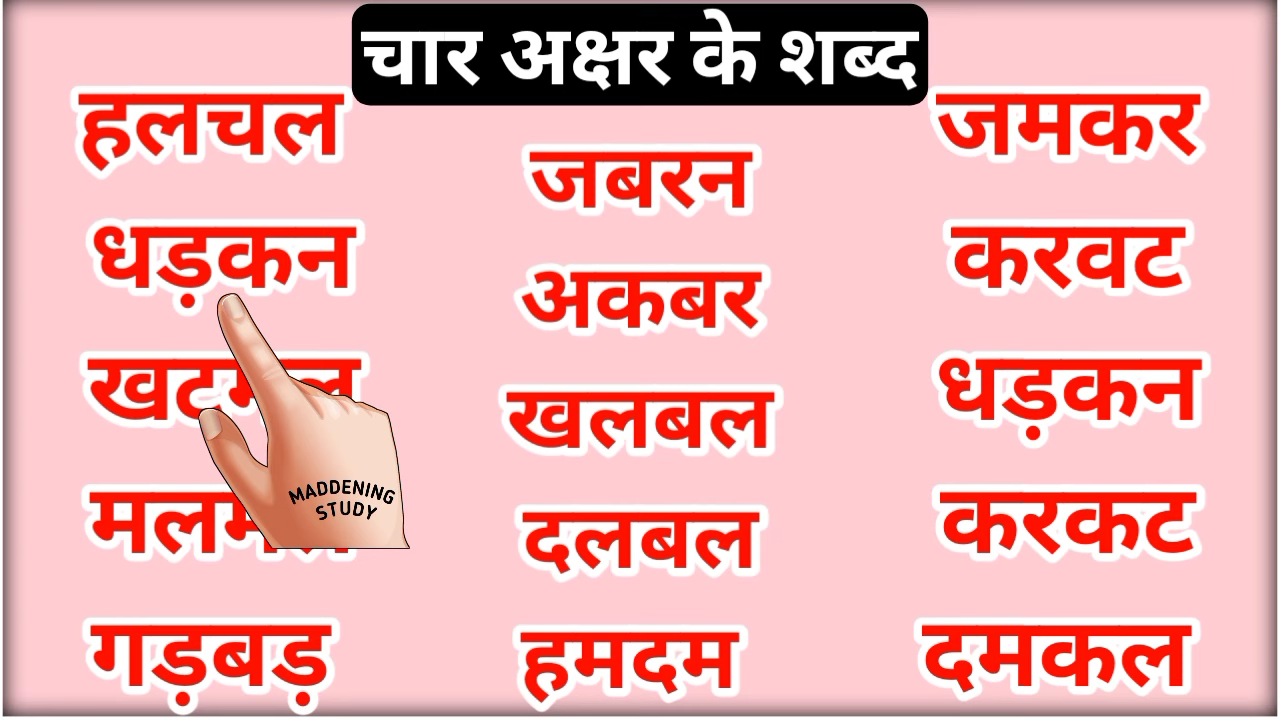 चार अक्षर के शब्द
हलचल
धड़कन
मलमल
गड़बड़
जबरन
अकबर
खलबल
दलबल
हमदम
जमकर
करवट
धड़कन
करकट
दमकल
MADDENING
STUDY